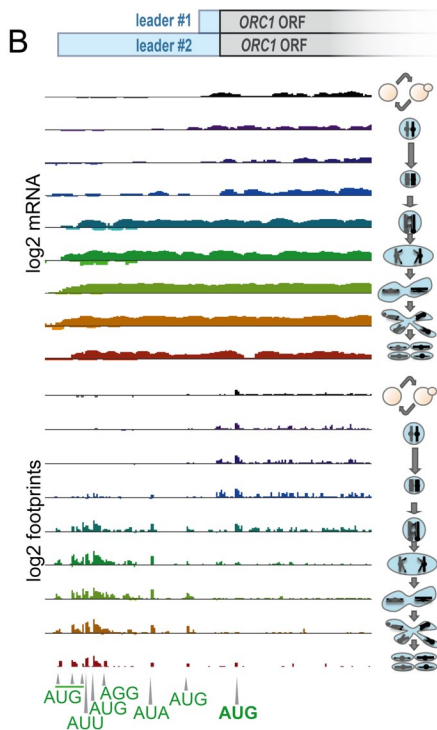 B
leader #1 ORC1 ORF
leader #2 ORC1 ORF
log2 mRNA
log2 footprints
AUG
AUU
AUG
AGG
AUA
AUG
AUG